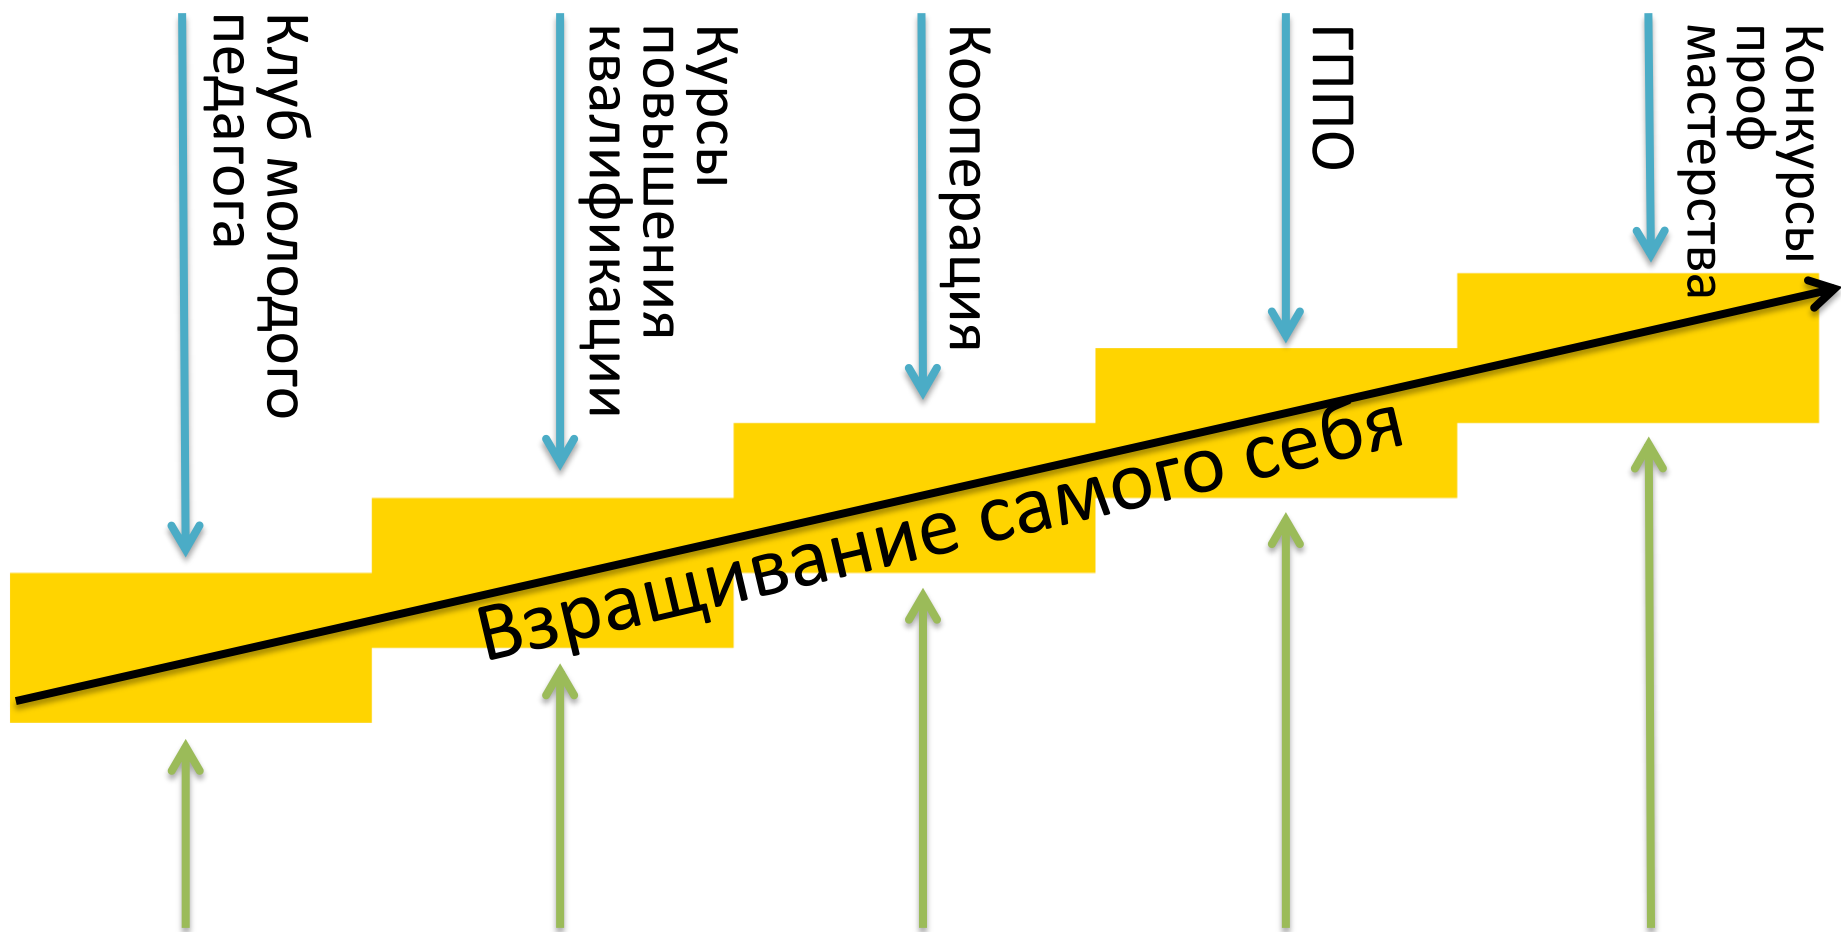 Клуб молодого
педагога
Курсы
повышения
квалификации
Кооперация
ГППО
Конкурсы
проф
мастерства
Взращивание самого себя